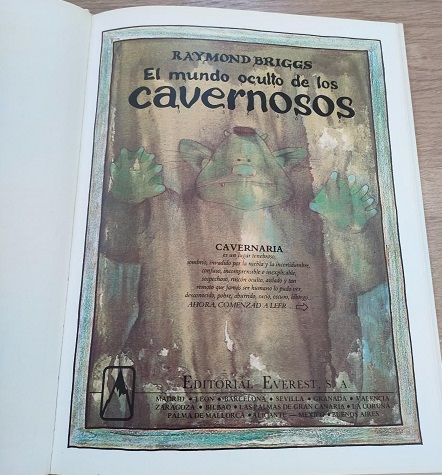 RAYMOND BRIGGS
El mundo oculto de los
cavernosos
CAVERNARIA
es un lugar tenebroso,
sombrío, invadido por la niebla y la incertidumbre,
confuso, incomprensible e inexplicable,
sospechoso, rincón oculto, aislado y tan
remoto que jamás ser humano lo pudo ver;
desconocido, pobre, aburrido, sucio, oscuro,
AHORA, COMENZAD A LEER ...
EDITORIAL EVEREST, S. A.
MADRID • LEON • BARCELONA • SEVILLA • GRANADA • VALENCIA
ZARAGOZA • BILBAO • LAS PALMAS DE GRAN CANARIA • LA CORUÑA
PALMA DE MALLORCA • ALICANTE — MEXICO • BUENOS AIRES